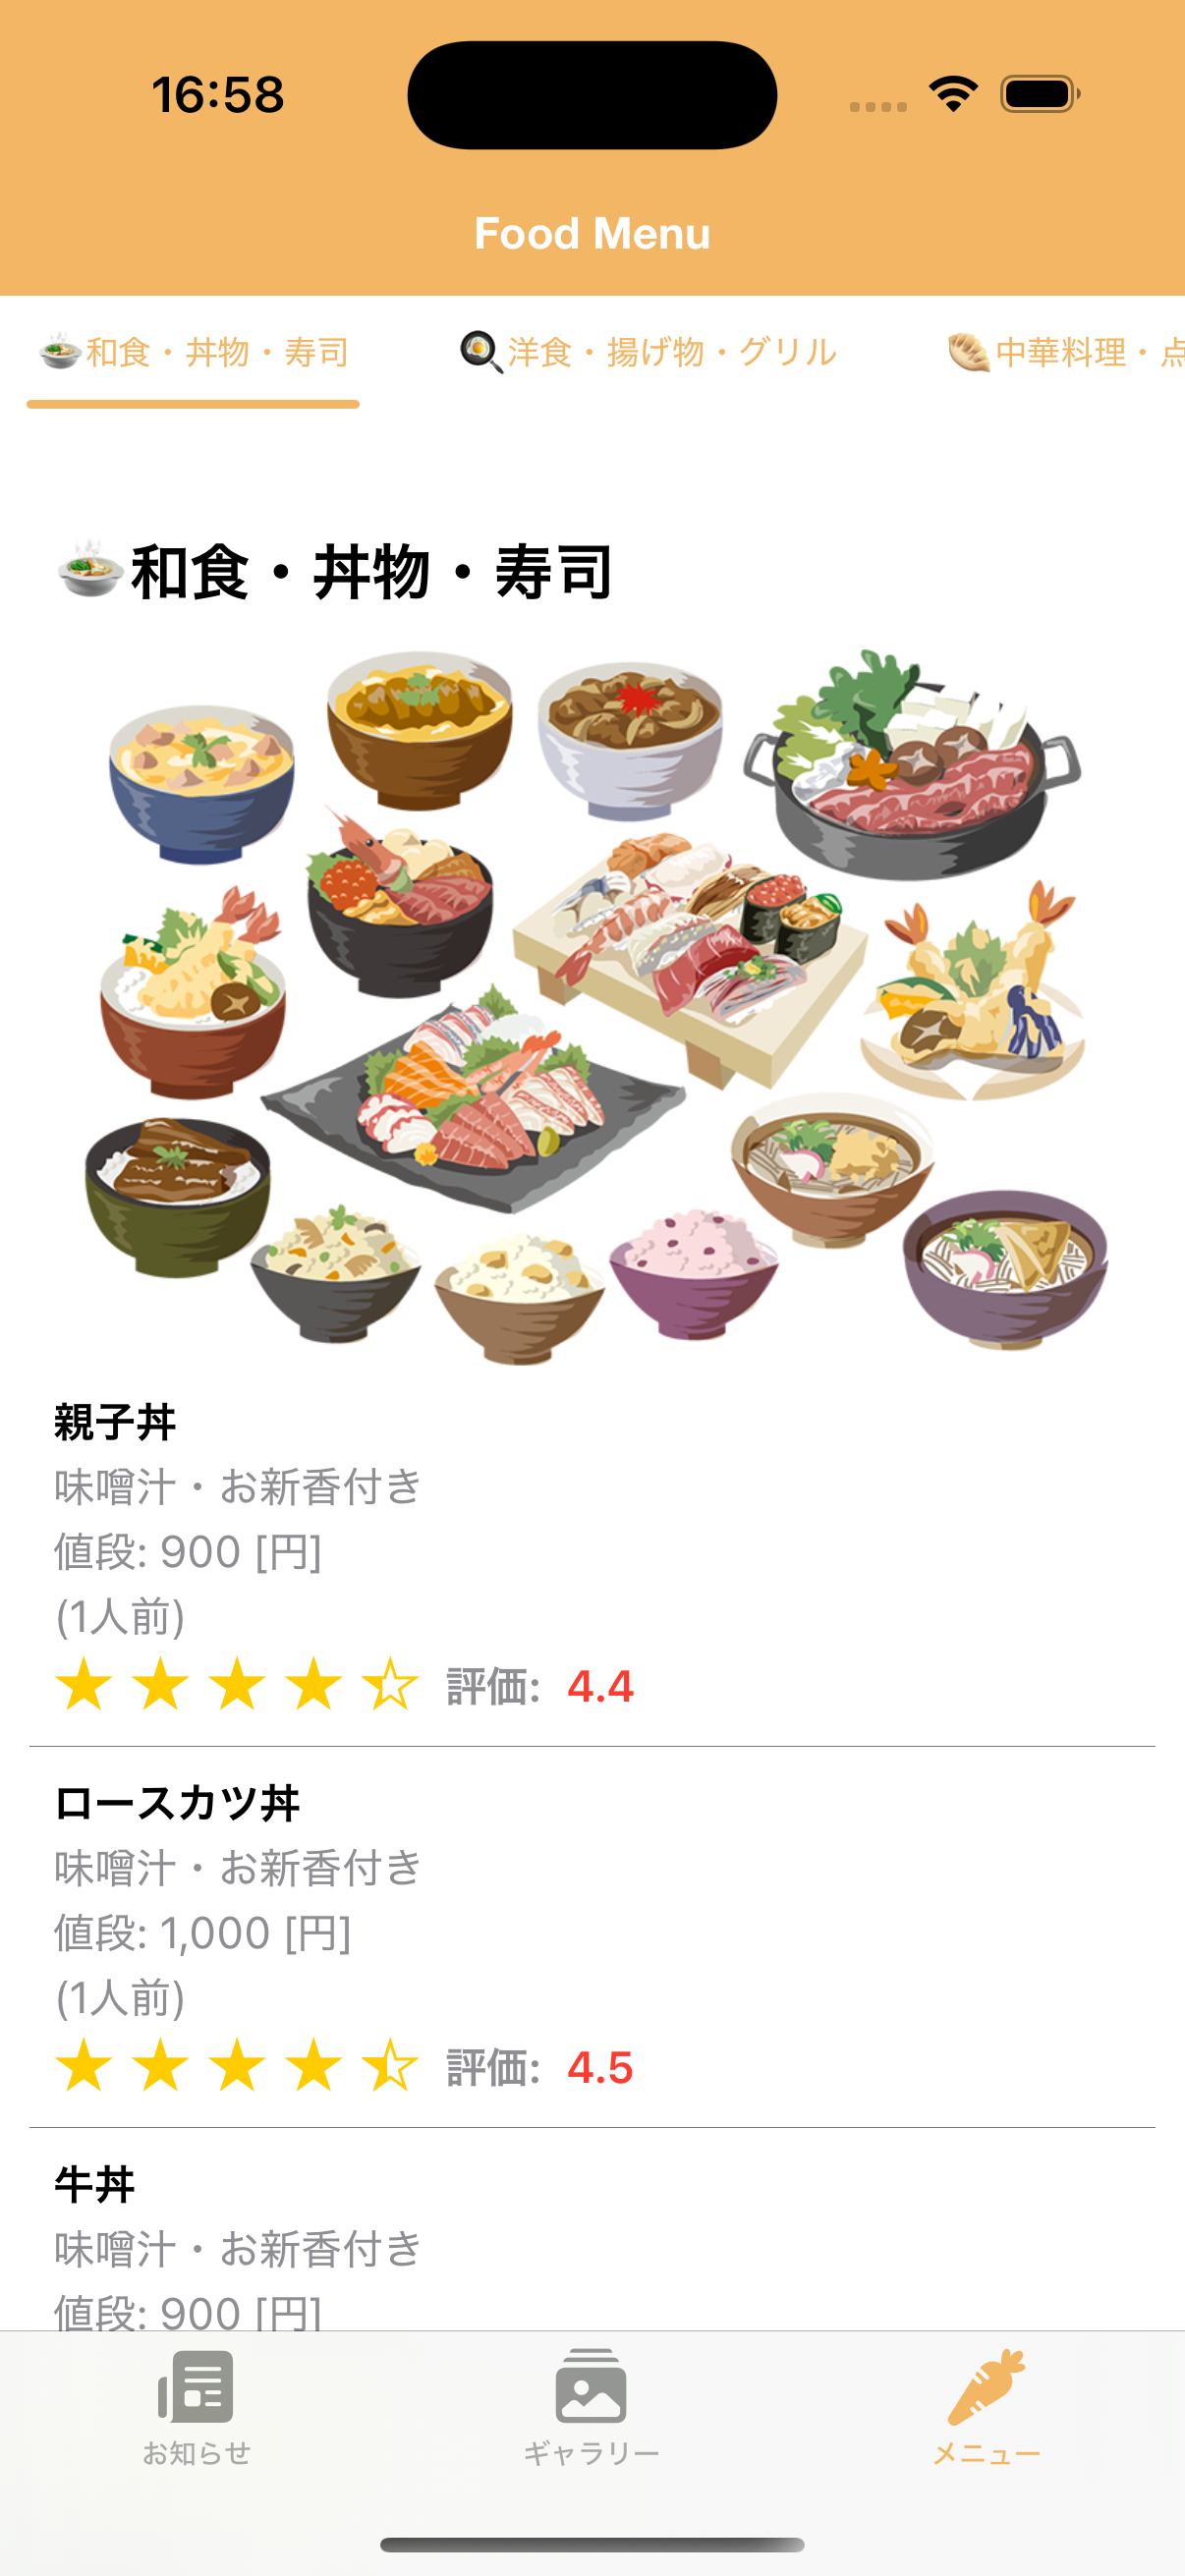 16:58
Food Menu
和食・丼物・寿司
洋食・揚げ物・グリル
中華料理・点
和食・丼物・寿司
親子丼
味噌汁・お新香付き
値段: 900 [円]
(1人前)
評価: 4.4
ロースカツ丼
味噌汁・お新香付き
値段: 1,000 [円]
(1人前)
評価: 4.5
牛丼
味噌汁・お新香付き
値段: 900 [円]
お知らせ
ギャラリー
メニュー